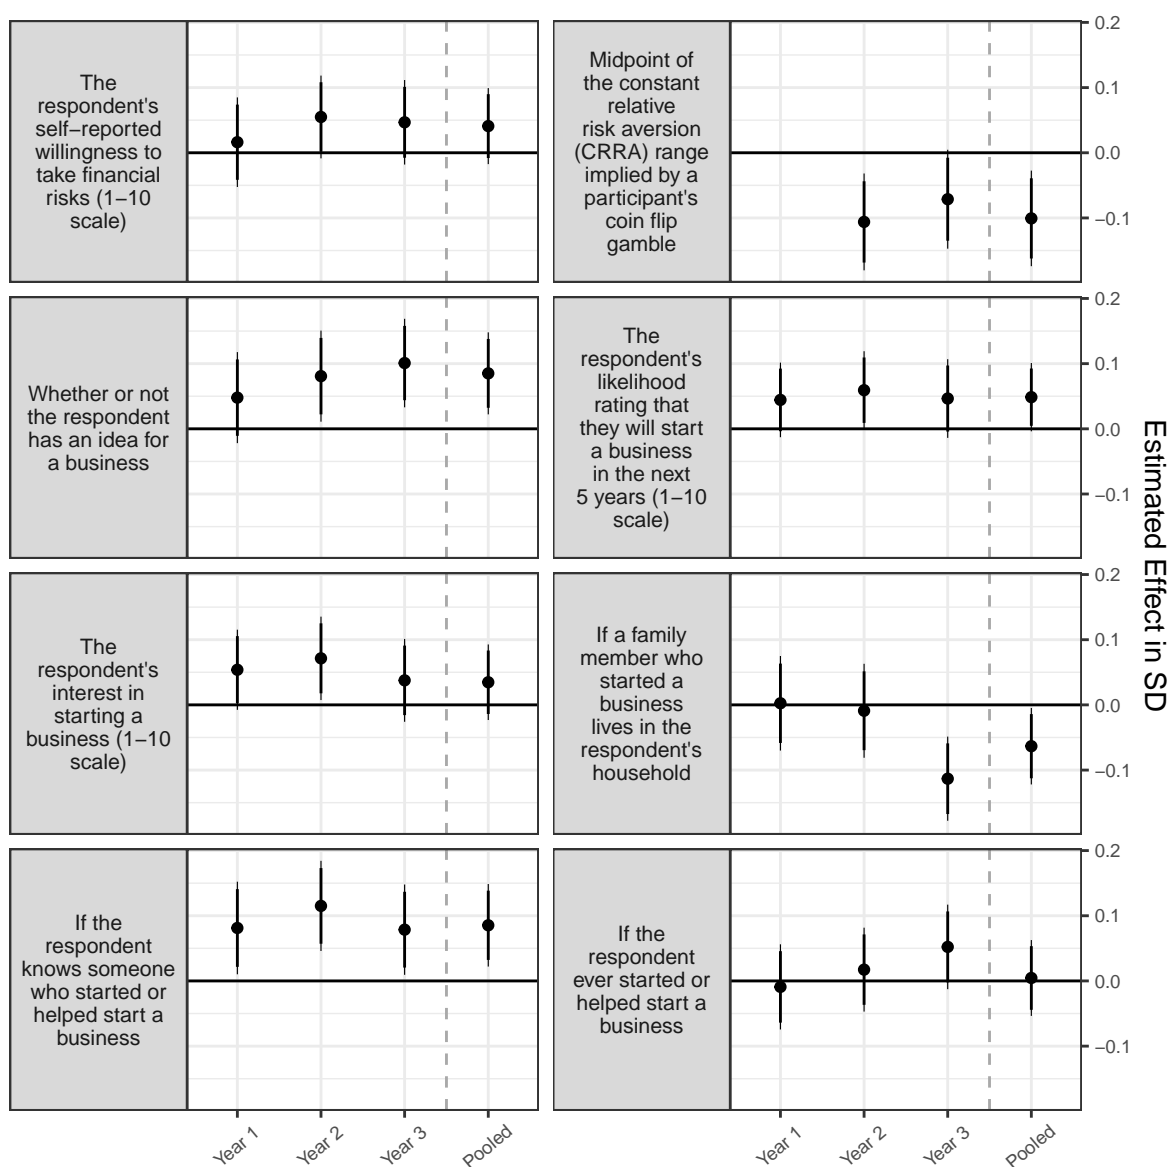 The
respondent's
self−reported
willingness to
take financial
risks (1−10
scale)
Midpoint of
the constant
relative
risk aversion
(CRRA) range
implied by a
participant's
coin flip
gamble
0.2
0.1
0.0
−0.1
Whether or not
the respondent
has an idea for
a business
The
respondent's
likelihood
rating that
they will start
a business
in the next
5 years (1−10
scale)
0.2
0.1
0.0
−0.1
The
respondent's
interest in
starting a
business (1−10
scale)
If a family
member who
started a
business
lives in the
respondent's
household
0.2
0.1
0.0
−0.1
If the
respondent
knows someone
who started or
helped start a
business
If the
respondent
ever started or
helped start a
business
0.2
0.1
0.0
−0.1
Year 1
Year 2
Year 3
Pooled
Year 1
Year 2
Year 3
Pooled
Estimated Effect in SD